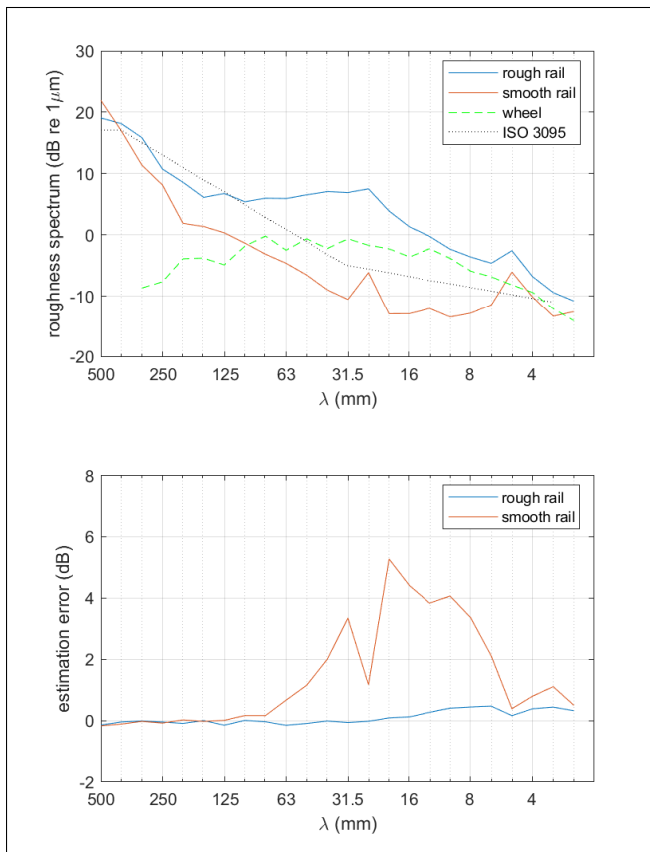 30
20
10
0
-10
-20
roughness spectrum (dB re 1μm)
rough rail
smooth rail
wheel
ISO 3095
500 250 125 63 31.5 16 8 4
λ (mm)
8
6
4
2
0
-2
estimation error (dB)
rough rail
smooth rail
500 250 125 63 31.5 16 8 4
λ (mm)